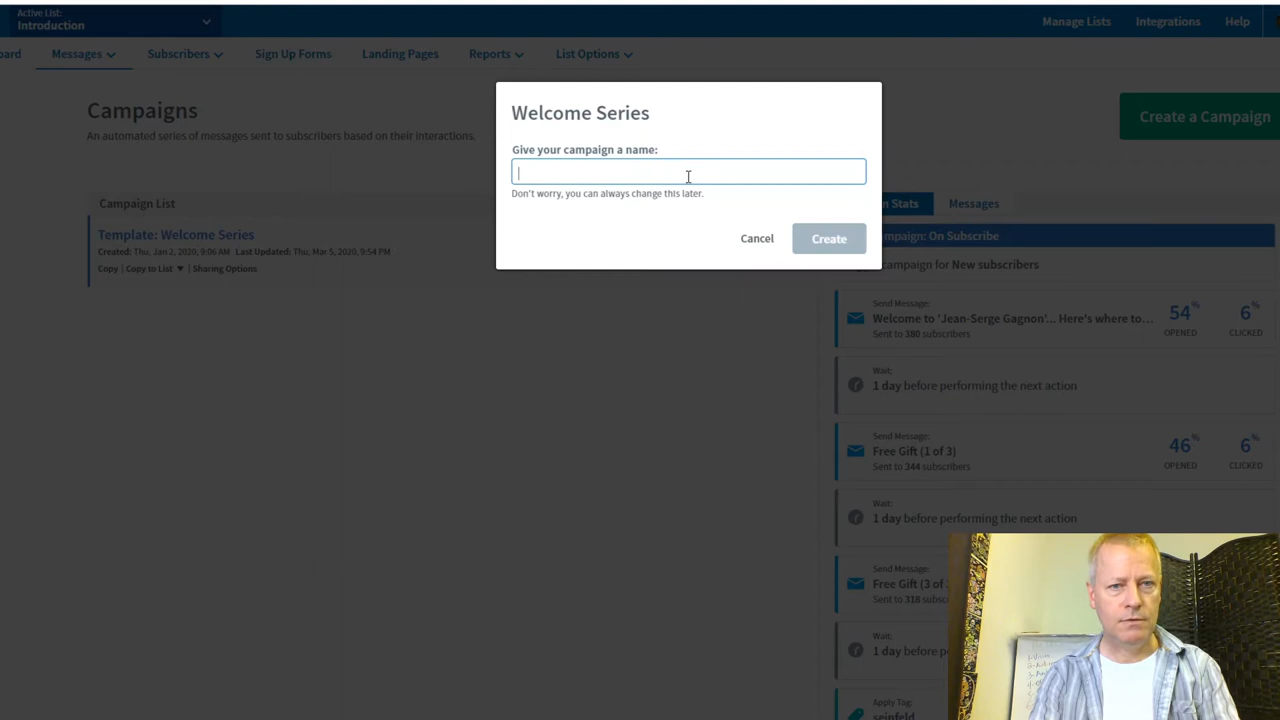 Active List:
Introduction
Manage Lists Integrations Help
oard Messages Subscribers Sign Up Forms Landing Pages Reports List Options
Campaigns
An automated series of messages sent to subscribers based on their interactions.
Create a Campaign
Welcome Series
Give your campaign a name:
Don't worry, you can always change this later.
Cancel Create
Campaign List
Template: Welcome Series
Created: Thu, Jan 2, 2020, 9:06 AM Last Updated: Thu, Mar 5, 2020, 9:54 PM
Copy | Copy to List ▼ | Sharing Options
n Stats Messages
mpaign: On Subscribe
campaign for New subscribers
Send Message:
Welcome to 'Jean-Serge Gagnon'... Here's where to...
Sent to 380 subscribers
54%
OPENED
6%
CLICKED
Wait:
1 day before performing the next action
Send Message:
Free Gift (1 of 3)
Sent to 344 subscribers
46%
OPENED
6%
CLICKED
Wait:
1 day before performing the next action
Send Message:
Free Gift (3 of
Sent to 318 subsc
Wait:
1 day before pe
Apply Tag:
seinfeld